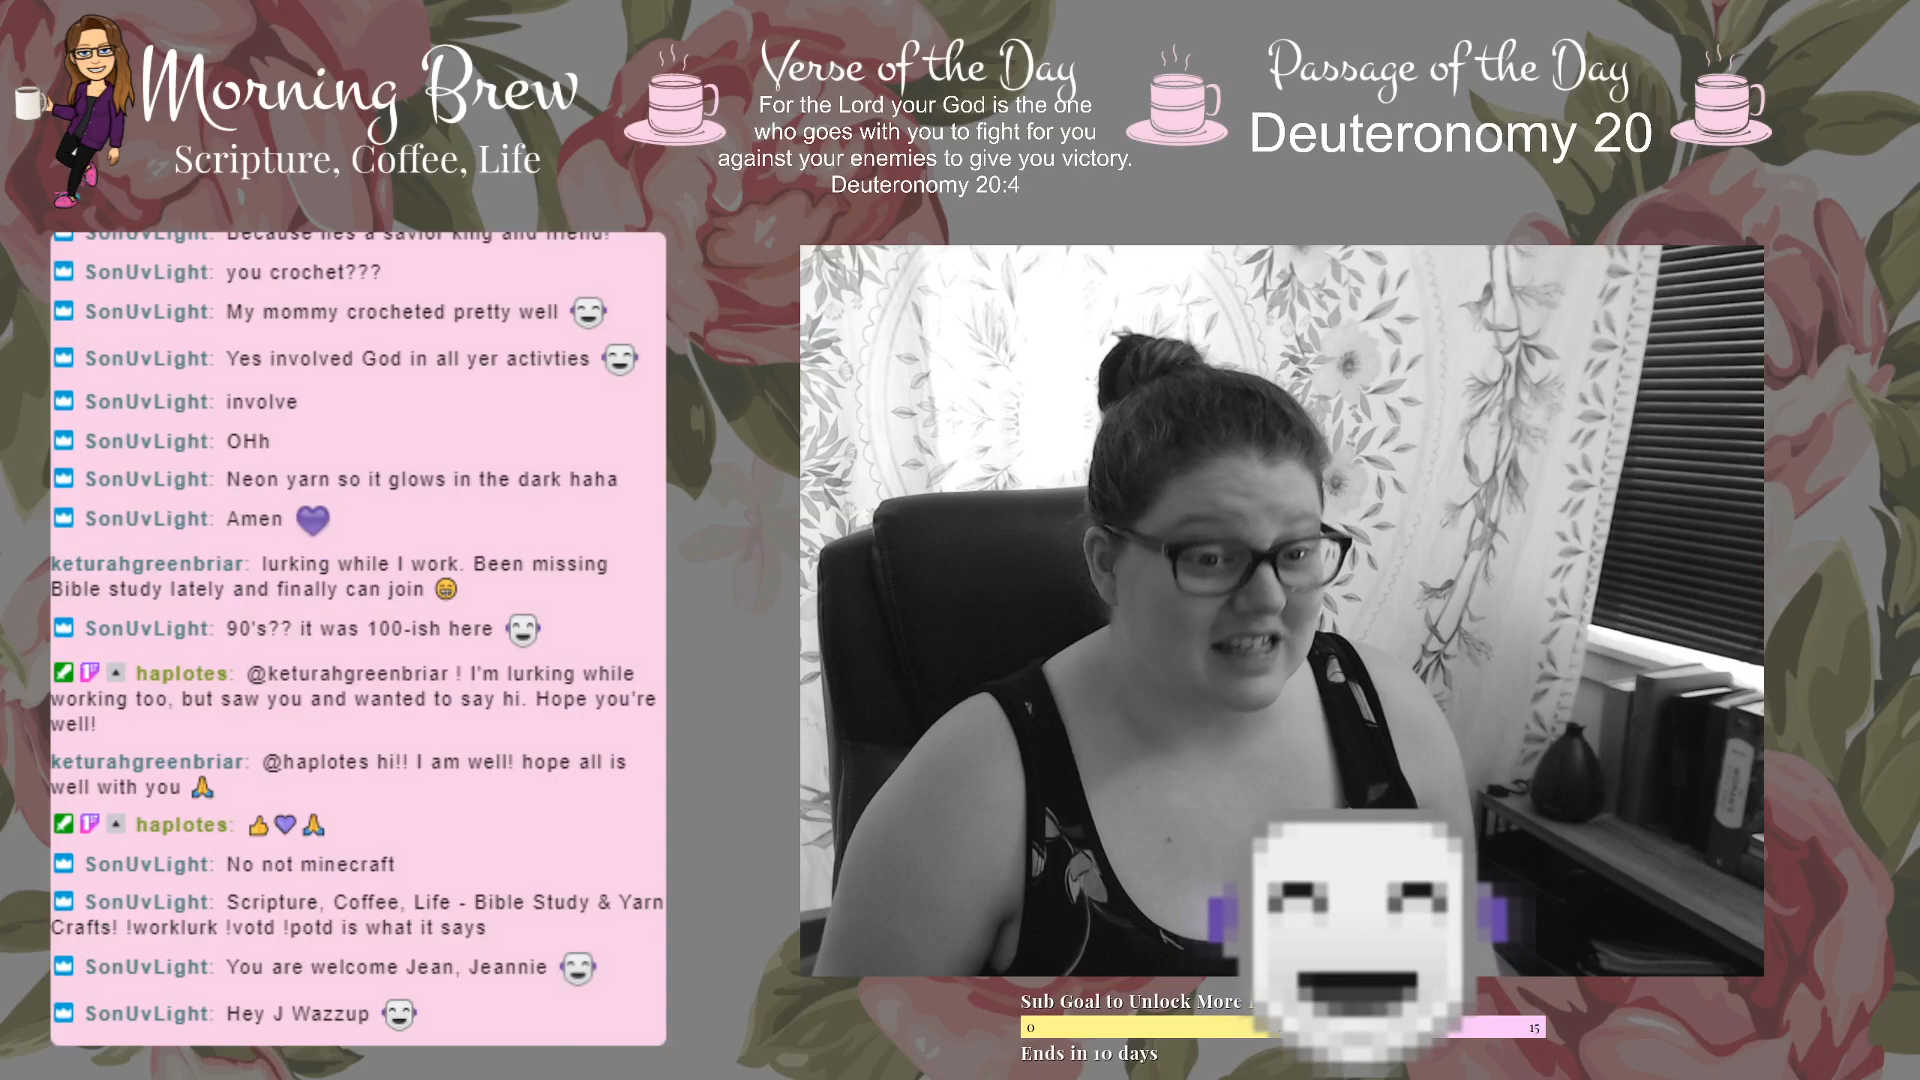 Morning Brew
Scripture, Coffee, Life
Verse of the Day
For the Lord your God is the one
who goes with you to fight for you
against your enemies to give you victory.
Deuteronomy 20:4
Passage of the Day
Deuteronomy 20
SonUvLight: Because hes a savior king and friend!
SonUvLight: you crochet???
SonUvLight: My mommy crocheted pretty well
SonUvLight: Yes involved God in all yer activties
SonUvLight: involve
SonUvLight: OHh
SonUvLight: Neon yarn so it glows in the dark haha
SonUvLight: Amen 💜
keturahgreenbriar: lurking while I work. Been missing
Bible study lately and finally can join 😁
SonUvLight: 90's?? it was 100-ish here
haplotes: @keturahgreenbriar ! I'm lurking while
working too, but saw you and wanted to say hi. Hope you're
well!
keturahgreenbriar: @haplotes hi!! I am well! hope all is
well with you 🙏
haplotes: 👍💜🙏
SonUvLight: No not minecraft
SonUvLight: Scripture, Coffee, Life - Bible Study & Yarn
Crafts! !worklurk !votd !potd is what it says
SonUvLight: You are welcome Jean, Jeannie
SonUvLight: Hey J Wazzup
Sub Goal to Unlock More
0
15
Ends in 10 days